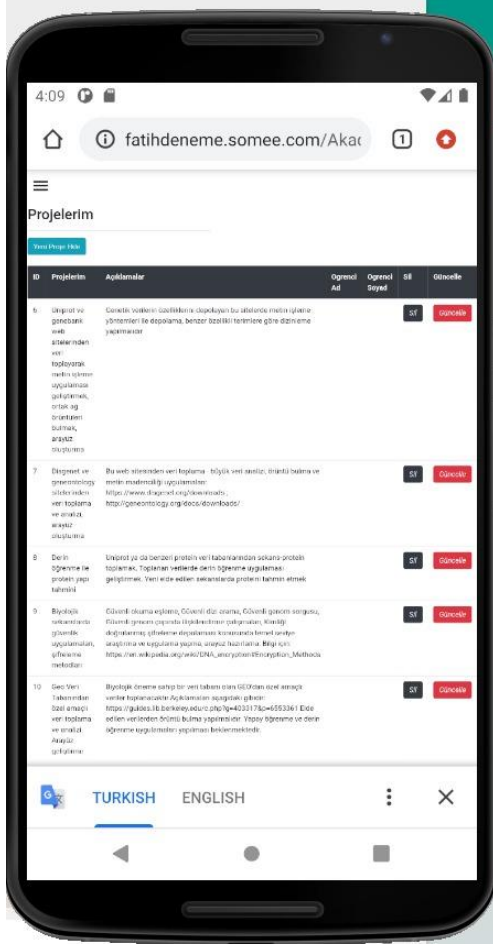 4:09
fatihdeneme.somee.com/Akac
1
Projelerim
Yeni Proje Ekle
ID Projelerim Açıklamalar Ogrenci Ad Ogrenci Soyad Sil Güncelle
6 Uniprot ve genebank web sitelerinden veri toplayarak metin işleme uygulaması geliştirmek, ortak ağ örüntüleri bulmak, arayüz oluşturma
Genetik verilerin özelliklerini depolayan bu sitelerde metin işleme
yöntemleri ile depolama, benzer özellikli terimlere göre dizinleme
yapılmalıdır
Sil Güncelle
7 Disgenet ve geneontology sitelerinden veri toplama ve analizi, arayüz oluşturma
Bu web sitesinden veri toplama - büyük veri analizi, örüntü bulma ve
metin madenciliği uygulamaları:
https://www.disgenet.org/downloads ,
http://geneontology.org/docs/downloads/
Sil Güncelle
8 Derin öğrenme ile protein yapı tahmini
Uniprot ya da benzeri protein veri tabanlarından sekans-protein
toplamak. Toplanan verilerde derin öğrenme uygulaması
geliştirmek. Yeni elde edilen sekanslarda proteini tahmin etmek
Sil Güncelle
9 Biyolojik sekanslarda güvenlik uygulamaları, şifreleme metodları
Güvenli okuma eşleme, Güvenli dizi arama, Güvenli genom sorgusu,
Güvenli genom çapında ilişkilendirme çalışmaları, Kimliği
doğrulanmış şifreleme depolaması konusunda temel seviye
araştırma ve uygulama yapma, arayüz hazırlama. Bilgi için:
https://en.wikipedia.org/wiki/DNA_encryption#Encryption_Methods
Sil Güncelle
10 Geo Veri Tabanından özel amaçlı veri toplama ve analizi Arayüz geliştirme
Biyolojik öneme sahip bir veri tabanı olan GEO'dan özel amaçlı
veriler toplanacaktır. Açıklamaları aşağıdaki gibidir:
https://guides.lib.berkeley.edu/c.php?g=403317&p=6553361 Elde
edilen verilerden örüntü bulma yapılmalıdır. Yapay öğrenme ve derin
öğrenme uygulamaları yapılması beklenmektedir.
Sil Güncelle
TURKISH ENGLISH